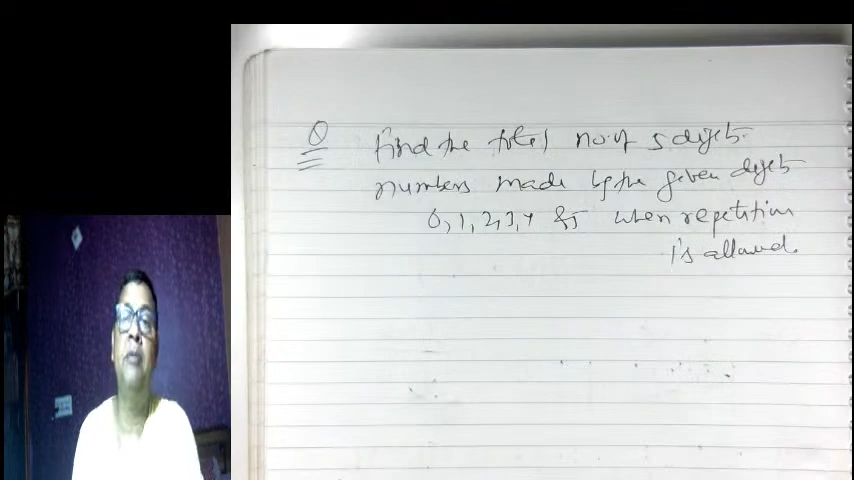 Q Find the total no. of 5 digit
numbers made by the given digits
0, 1, 2, 3, 4 & 5 when repetition
is allowed.